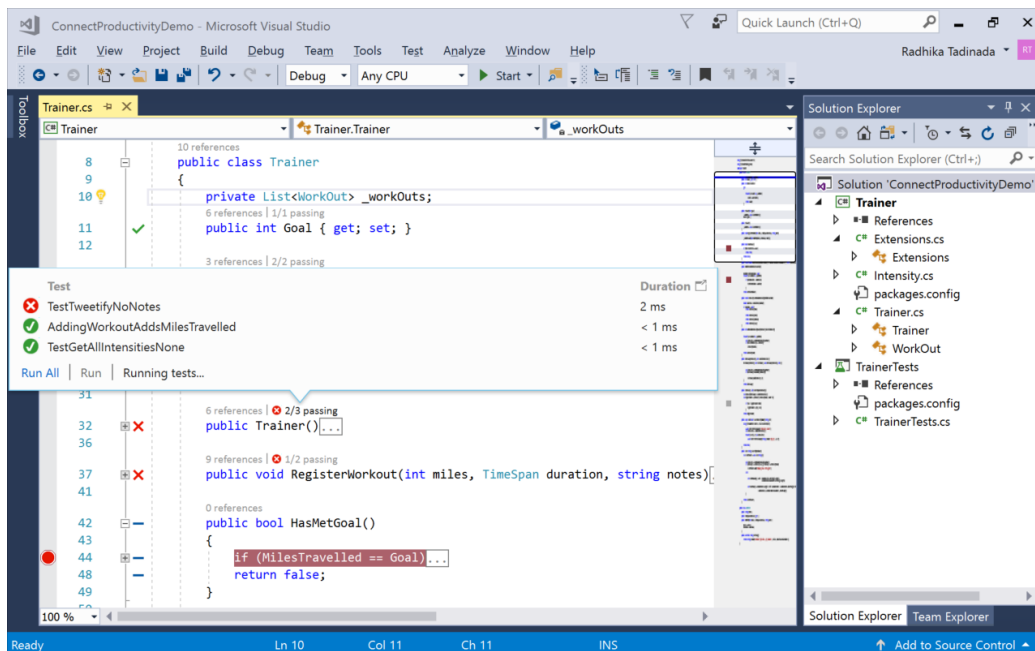 ConnectProductivityDemo - Microsoft Visual Studio
Quick Launch (Ctrl+Q)
File Edit View Project Build Debug Team Tools Test Analyze Window Help
Radhika Tadinada RT
Debug Any CPU Start
Toolbox
Trainer.cs
Trainer Trainer.Trainer _workOuts
10 references
8 public class Trainer
9 {
10 private List<WorkOut> _workOuts;
6 references | 1/1 passing
11 public int Goal { get; set; }
12
3 references | 2/2 passing
Test Duration
TestTweetifyNoNotes 2 ms
AddingWorkoutAddsMilesTravelled < 1 ms
TestGetAllIntensitiesNone < 1 ms
Run All | Run | Running tests...
31
6 references | 2/3 passing
32 public Trainer()...
36
9 references | 1/2 passing
37 public void RegisterWorkout(int miles, TimeSpan duration, string notes)
41
0 references
42 public bool HasMetGoal()
43 {
44 if (MilesTravelled == Goal)...
48 return false;
49 }
100 %
Solution Explorer
Search Solution Explorer (Ctrl+;)
Solution 'ConnectProductivityDemo'
C# Trainer
References
C# Extensions.cs
Extensions
C# Intensity.cs
packages.config
C# Trainer.cs
Trainer
WorkOut
TrainerTests
References
packages.config
C# TrainerTests.cs
Solution Explorer Team Explorer
Ready Ln 10 Col 11 Ch 11 INS Add to Source Control